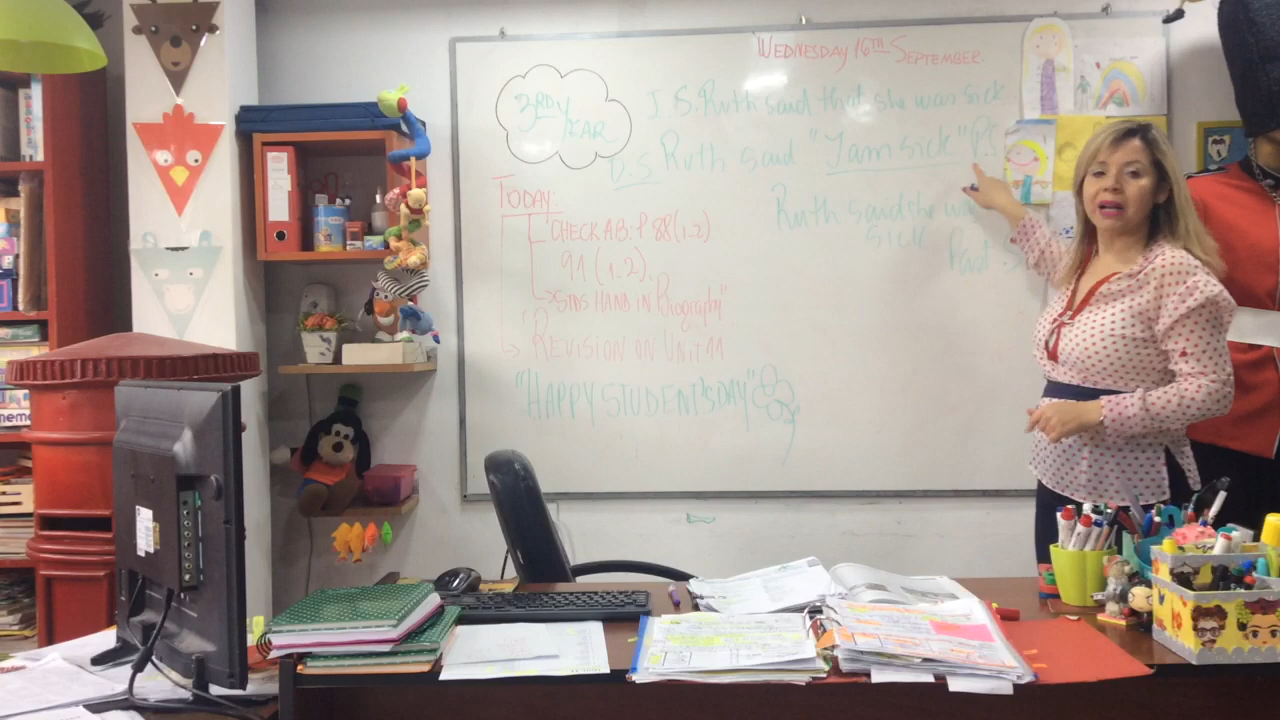 WEDNESDAY 16TH SEPTEMBER.
3RD YEAR
I.S. Ruth said that she was sick
D.S Ruth said "I am sick" P.S
Ruth said she was
sick
Past S
TODAY:
CHECK AB: P 88 (1.2)
91 (1.2).
STDS HAND IN Biography"
REVISION ON UNIT 11
"HAPPY STUDENT'S DAY"